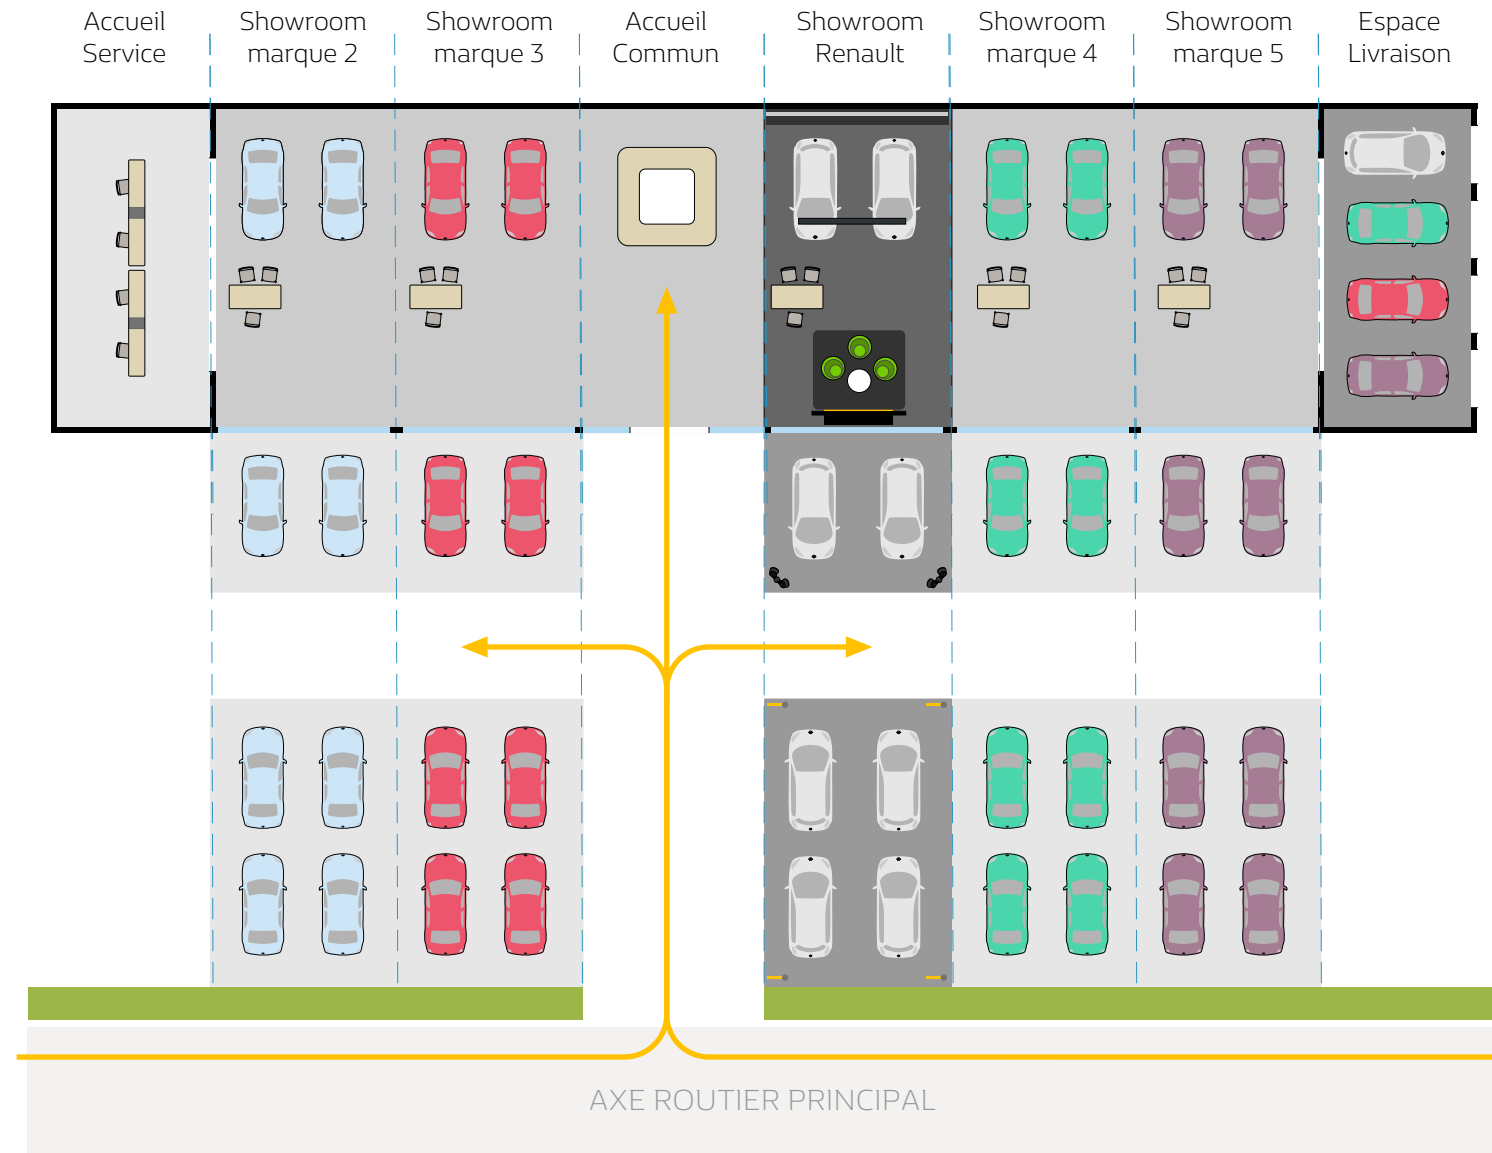 Accueil
Service
Showroom
marque 2
Showroom
marque 3
Accueil
Commun
Showroom
Renault
Showroom
marque 4
Showroom
marque 5
Espace
Livraison
AXE ROUTIER PRINCIPAL